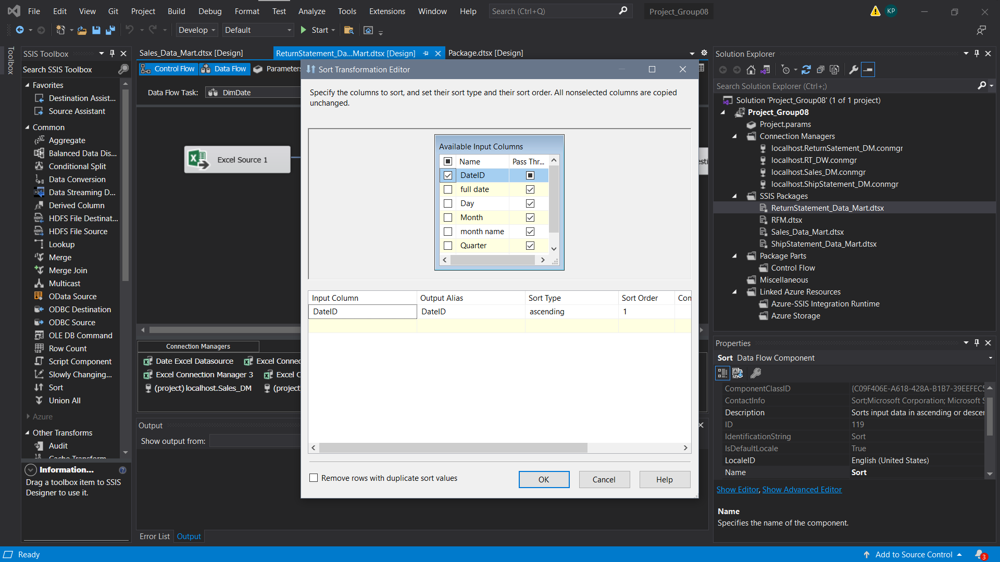 File Edit View Git Project Build Debug Format Test Analyze Tools Extensions Window Help Search (Ctrl+Q) Project_Group08 KP
Develop Default Start
Toolbox
SSIS Toolbox
Search SSIS Toolbox
Favorites
Destination Assist...
Source Assistant
Common
Aggregate
Balanced Data Dis...
Conditional Split
Data Conversion
Data Streaming D...
Derived Column
HDFS File Destinat...
HDFS File Source
Lookup
Merge
Merge Join
Multicast
OData Source
ODBC Destination
ODBC Source
OLE DB Command
Row Count
Script Component
Slowly Changing...
Sort
Union All
Azure
Other Transforms
Audit
Cache Transform
Information...
Drag a toolbox item to SSIS
Designer to use it.
Sales_Data_Mart.dtsx [Design] ReturnStatement_Da...Mart.dtsx [Design] Package.dtsx [Design]
Control Flow Data Flow Parameters
Data Flow Task: DimDate
Excel Source 1
esti
Connection Managers
Date Excel Datasource Excel Connec
Excel Connection Manager 3 Excel C
(project) localhost.Sales_DM (project
Output
Show output from:
Error List Output
Sort Transformation Editor
Specify the columns to sort, and set their sort type and their sort order. All nonselected columns are copied
unchanged.
Available Input Columns
Name Pass Thr...
DateID
full date
Day
Month
month name
Quarter
Input Column Output Alias Sort Type Sort Order Con
DateID DateID ascending 1
Remove rows with duplicate sort values
OK Cancel Help
Solution Explorer
Search Solution Explorer (Ctrl+;)
Solution 'Project_Group08' (1 of 1 project)
Project_Group08
Project.params
Connection Managers
localhost.ReturnSatement_DM.conmgr
localhost.RT_DW.conmgr
localhost.Sales_DM.conmgr
localhost.ShipStatement_DM.conmgr
SSIS Packages
ReturnStatement_Data_Mart.dtsx
RFM.dtsx
Sales_Data_Mart.dtsx
ShipStatement_Data_Mart.dtsx
Package Parts
Control Flow
Miscellaneous
Linked Azure Resources
Azure-SSIS Integration Runtime
Azure Storage
Properties
Sort Data Flow Component
ComponentClassID {C09F406E-A618-428A-B1B7-39EEFEC5
ContactInfo Sort;Microsoft Corporation; Microsoft S
Description Sorts input data in ascending or descer
ID 119
IdentificationString Sort
IsDefaultLocale True
LocaleID English (United States)
Name Sort
Show Editor, Show Advanced Editor
Name
Specifies the name of the component.
Ready
Add to Source Control 3